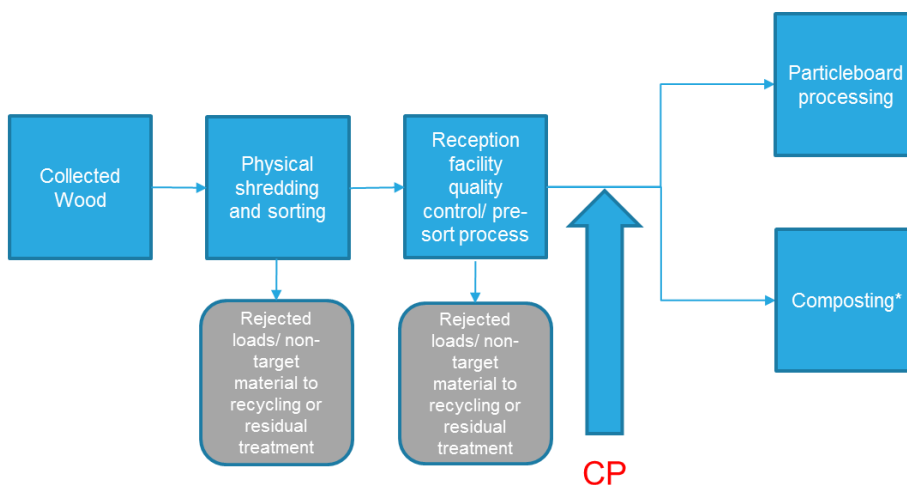 Collected
Wood
Physical
shredding
and sorting
Reception
facility
quality
control/ pre-
sort process
Particleboard
processing
Composting*
Rejected
loads/ non-
target
material to
recycling or
residual
treatment
Rejected
loads/ non-
target
material to
recycling or
residual
treatment
CP